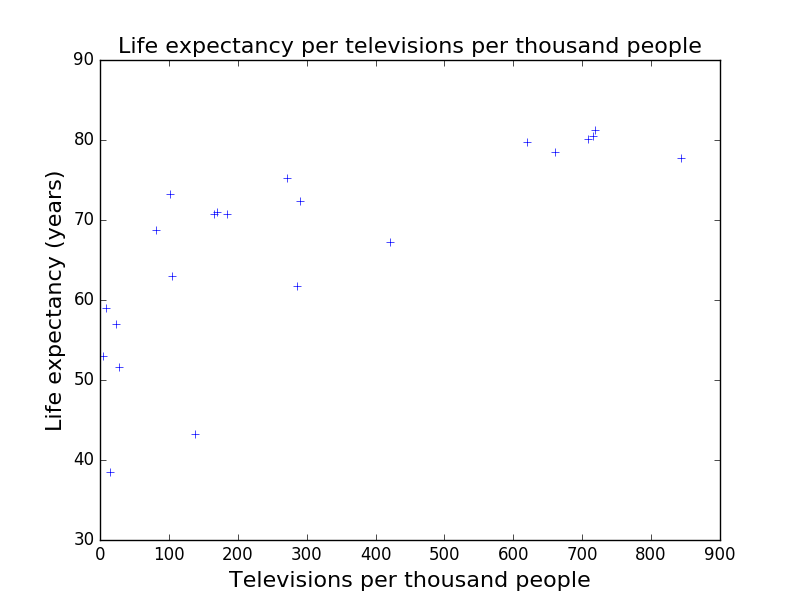 Life expectancy per televisions per thousand people
90
80
70
60
50
40
30
Life expectancy (years)
0 100 200 300 400 500 600 700 800 900
Televisions per thousand people